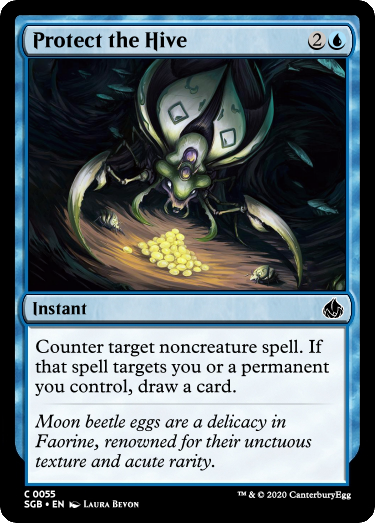 Protect the Hive 2
Instant
Counter target noncreature spell. If
that spell targets you or a permanent
you control, draw a card.
Moon beetle eggs are a delicacy in
Faorine, renowned for their unctuous
texture and acute rarity.
C 0055
SGB • EN Laura Bevon
™ & © 2020 CanterburyEgg